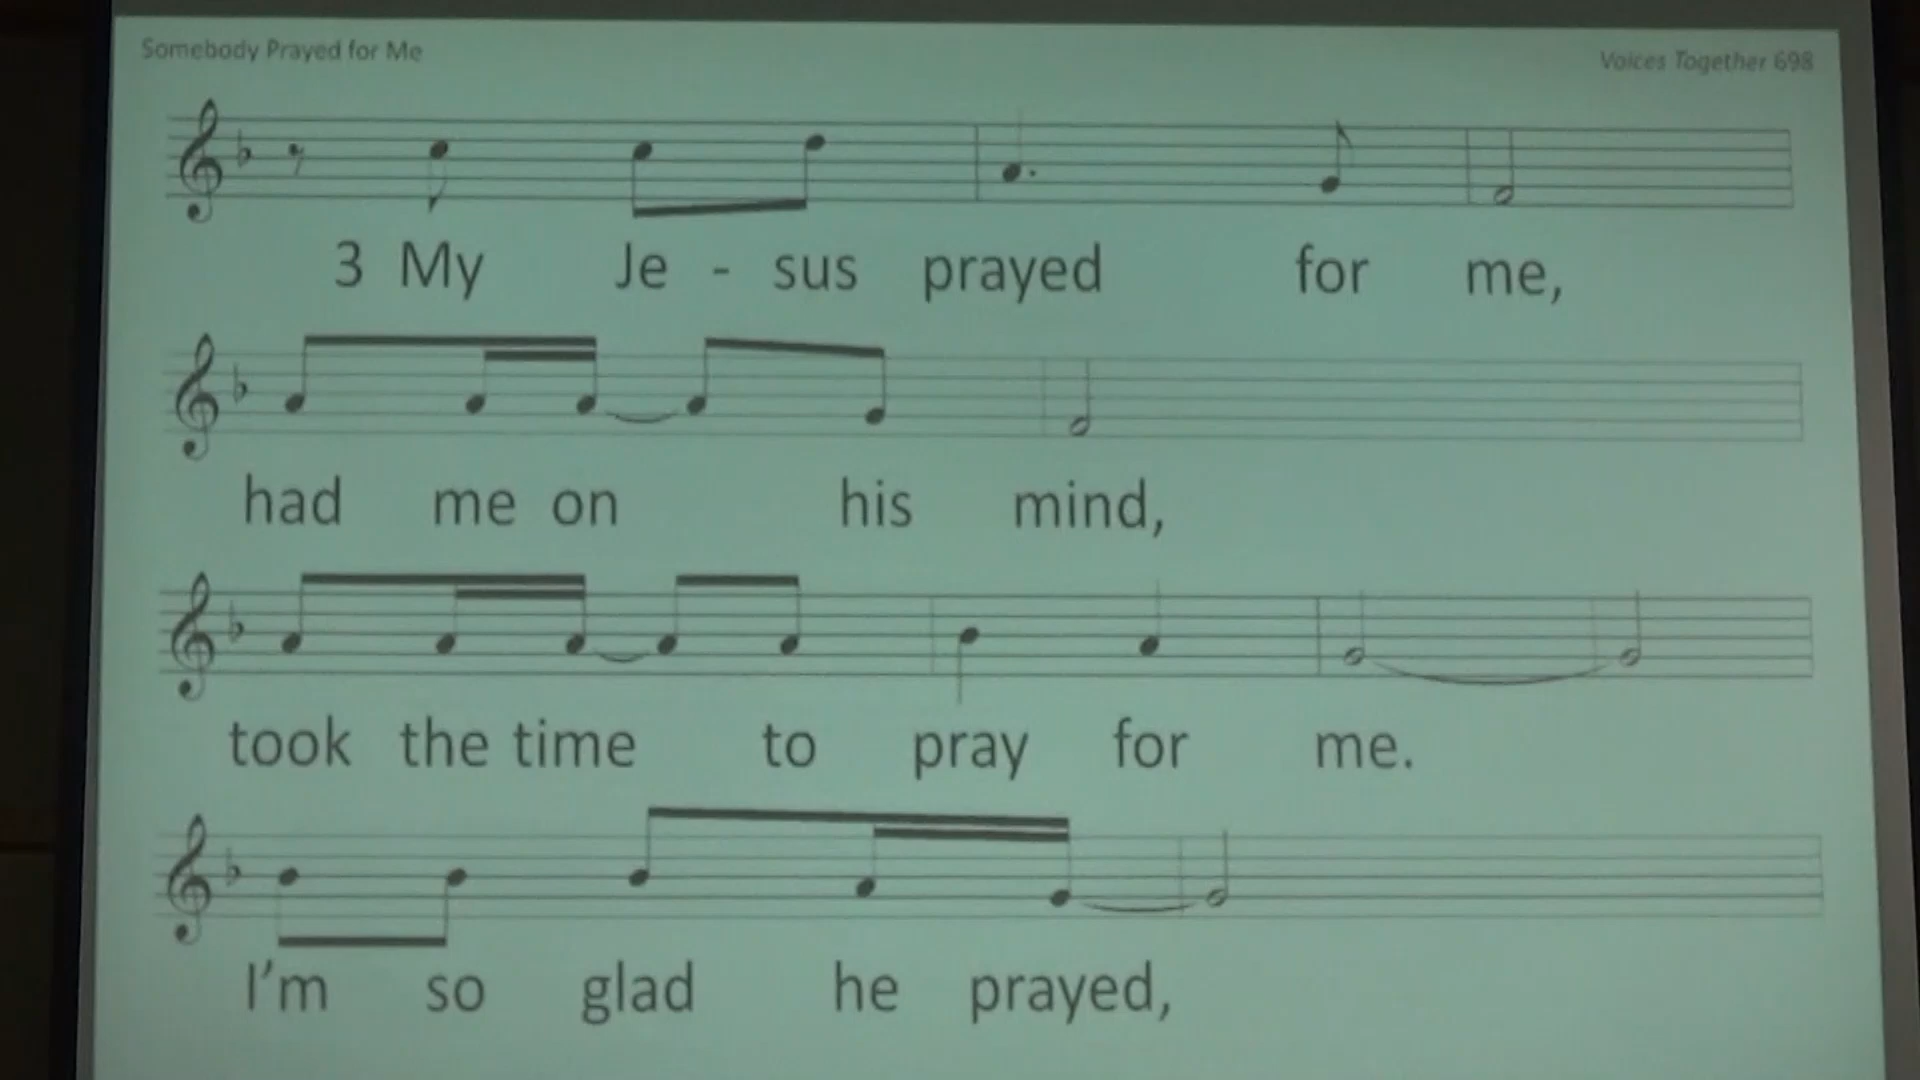 Somebody Prayed for Me
Voices Together 698
3 My Je - sus prayed for me,
had me on his mind,
took the time to pray for me.
I'm so glad he prayed,